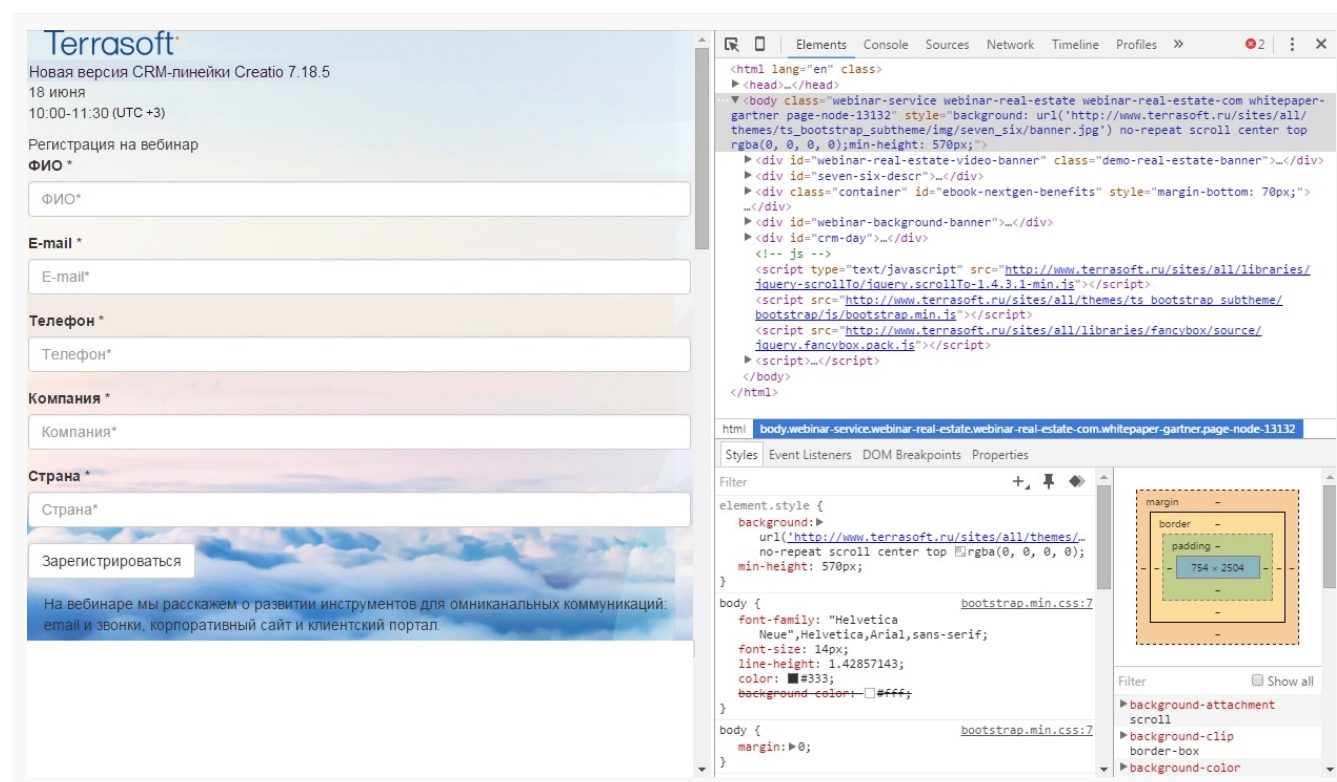 Terrasoft
Новая версия CRM-линейки Creatio 7.18.5
18 июня
10:00-11:30 (UTC +3)
Регистрация на вебинар
ФИО *
ФИО*
E-mail *
E-mail*
Телефон *
Телефон*
Компания *
Компания*
Страна *
Страна*
Зарегистрироваться
На вебинаре мы расскажем о развитии инструментов для омниканальных коммуникаций:
email и звонки, корпоративный сайт и клиентский портал.
Elements Console Sources Network Timeline Profiles » 2
<html lang="en" class>
<head>…</head>
<body class="webinar-service webinar-real-estate webinar-real-estate-com whitepaper-
gartner page-node-13132" style="background: url('http://www.terrasoft.ru/sites/all/
themes/ts_bootstrap_subtheme/img/seven_six/banner.jpg') no-repeat scroll center top
rgba(0, 0, 0, 0);min-height: 570px;">
<div id="webinar-real-estate-video-banner" class="demo-real-estate-banner">…</div>
<div id="seven-six-descr">…</div>
<div class="container" id="ebook-nextgen-benefits" style="margin-bottom: 70px;">
…</div>
<div id="webinar-background-banner">…</div>
<div id="crm-day">…</div>
<!-- js -->
<script type="text/javascript" src="http://www.terrasoft.ru/sites/all/libraries/
jquery-scrollTo/jquery.scrollTo-1.4.3.1-min.js"></script>
<script src="http://www.terrasoft.ru/sites/all/themes/ts_bootstrap_subtheme/
bootstrap/js/bootstrap.min.js"></script>
<script src="http://www.terrasoft.ru/sites/all/libraries/fancybox/source/
jquery.fancybox.pack.js"></script>
<script>…</script>
</body>
</html>
html body.webinar-service.webinar-real-estate.webinar-real-estate-com.whitepaper-gartner.page-node-13132
Styles Event Listeners DOM Breakpoints Properties
Filter
element.style {
background:
url('http://www.terrasoft.ru/sites/all/themes/…
no-repeat scroll center top rgba(0, 0, 0, 0);
min-height: 570px;
}
body { bootstrap.min.css:7
font-family: "Helvetica
Neue",Helvetica,Arial,sans-serif;
font-size: 14px;
line-height: 1.42857143;
color: #333;
background-color: #fff;
}
body { bootstrap.min.css:7
margin: 0;
}
margin –
border –
padding –
– – – 754 × 2504 – – –
–
–
–
Filter Show all
background-attachment
scroll
background-clip
border-box
background-color